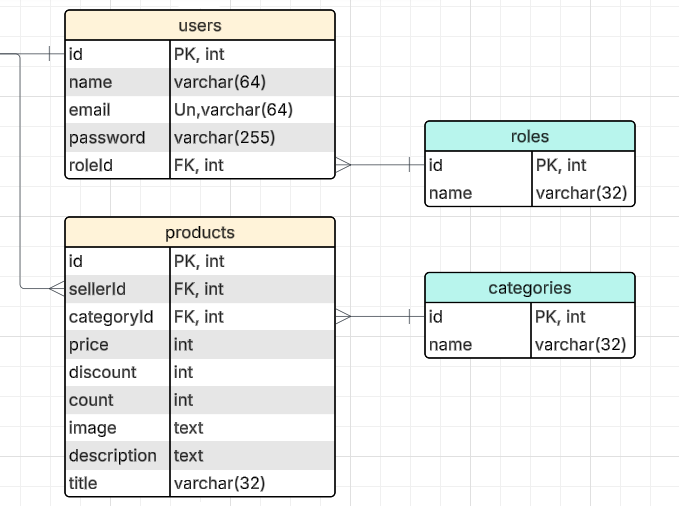 users
id PK, int
name varchar(64)
email Un,varchar(64)
password varchar(255)
roleId FK, int
roles
id PK, int
name varchar(32)
products
id PK, int
sellerId FK, int
categoryId FK, int
price int
discount int
count int
image text
description text
title varchar(32)
categories
id PK, int
name varchar(32)